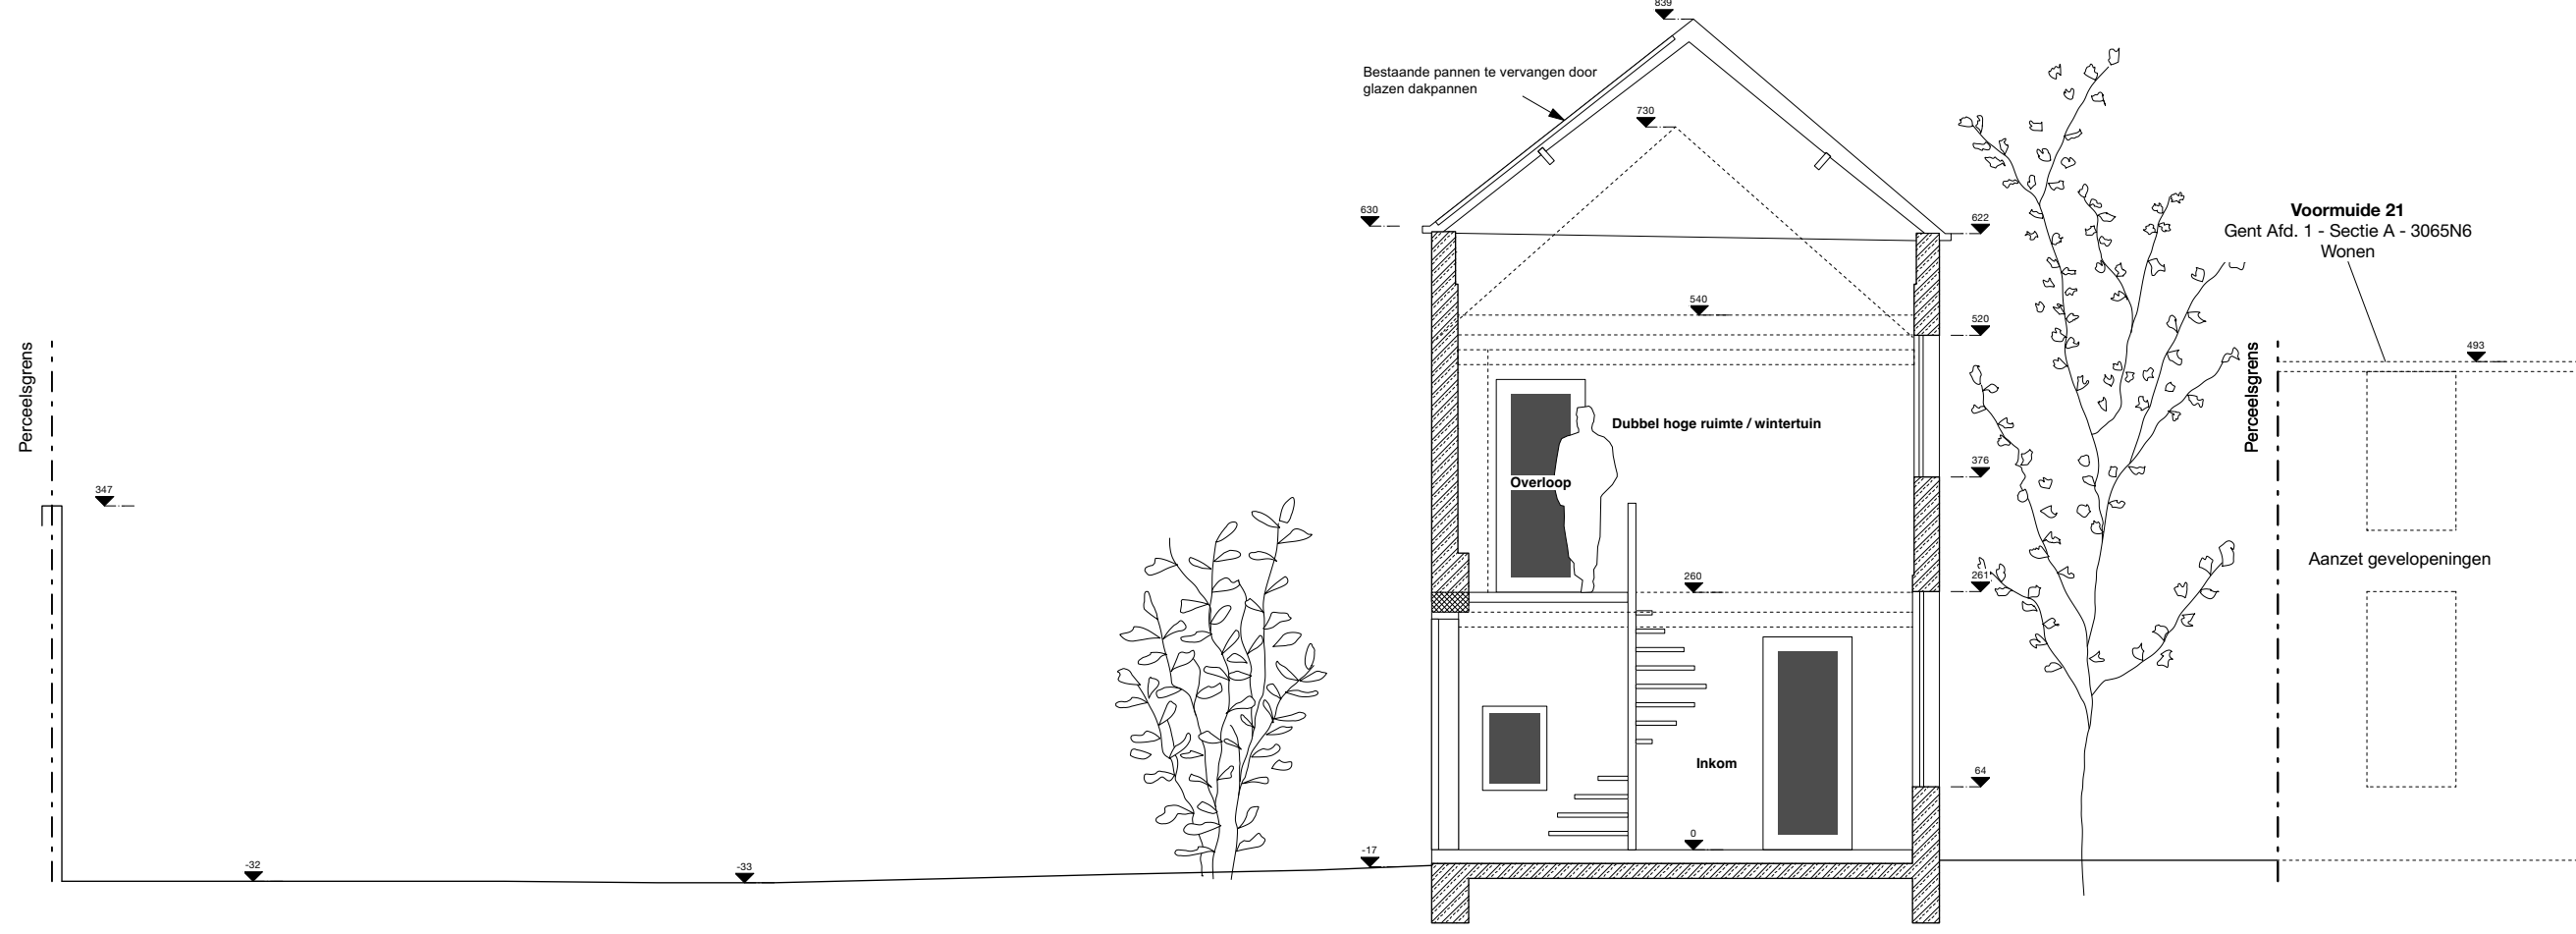 839
Bestaande pannen te vervangen door
glazen dakpannen
730
630
622
Voormuide 21
Gent Afd. 1 - Sectie A - 3065N6
Wonen
540
520
493
Perceelsgrens
Perceelsgrens
347
Dubbel hoge ruimte / wintertuin
Overloop
376
Aanzet gevelopeningen
260
261
Inkom
64
0
-17
-32
-33